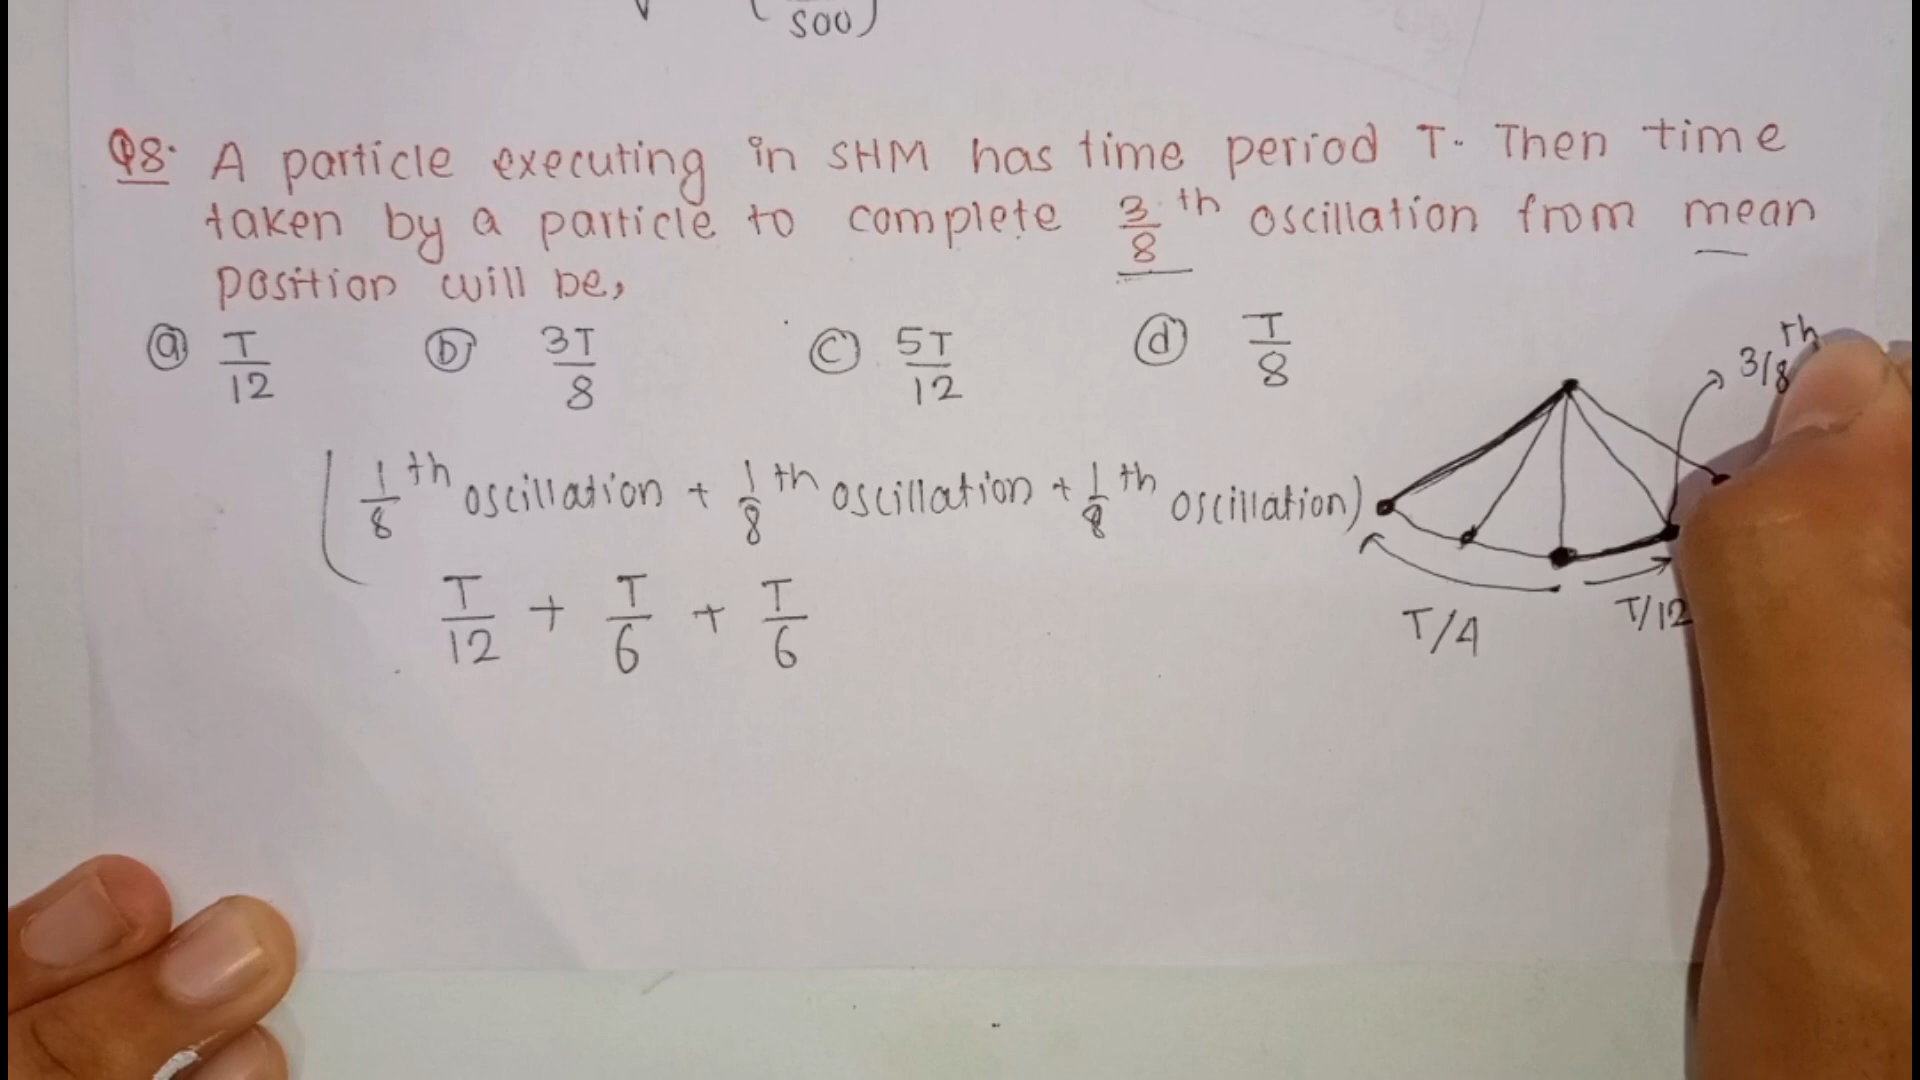 500)
Q8. A particle executing in SHM has time period T. Then time
taken by a particle to complete 3/8 th oscillation from mean
position will be,
(a) T/12 (b) 3T/8 (c) 5T/12 (d) T/8
3/8 th
(1/8 th oscillation + 1/8 th oscillation + 1/8 th oscillation)
T/12 + T/6 + T/6
T/4 T/12